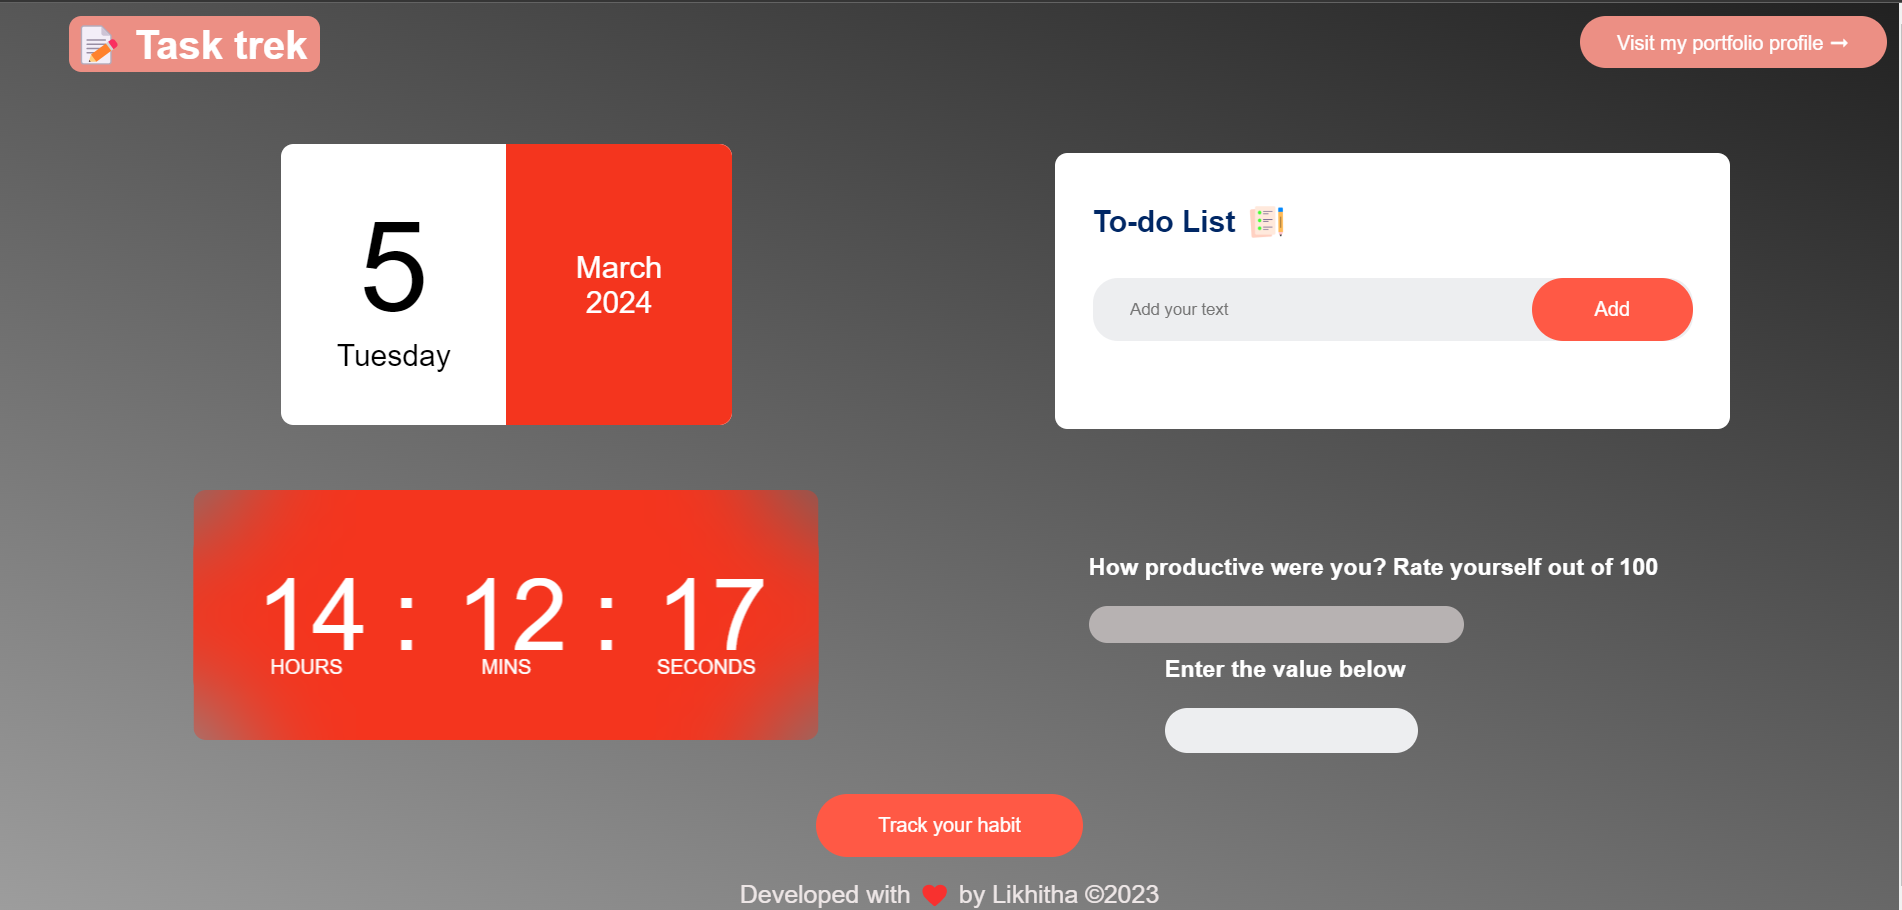 Task trek
Visit my portfolio profile ➞
5
Tuesday
March
2024
To-do List
Add your text
Add
14 : 12 : 17
HOURS MINS SECONDS
How productive were you? Rate yourself out of 100
Enter the value below
Track your habit
Developed with ❤ by Likhitha ©2023